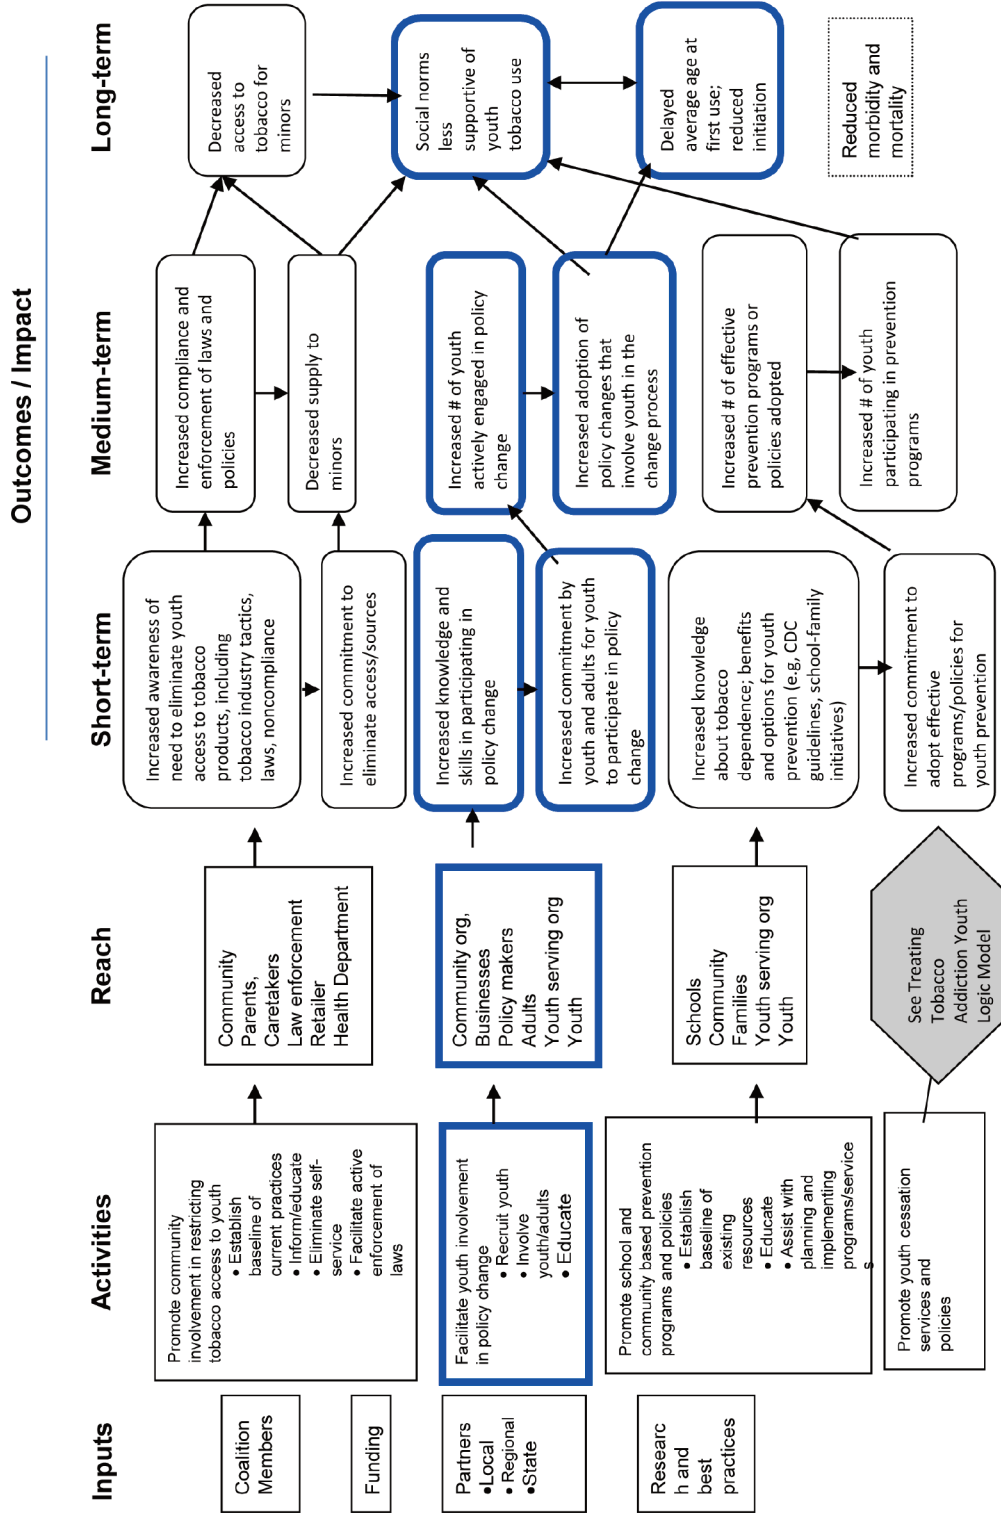 Outcomes / Impact
Inputs
Activities
Reach
Short-term
Medium-term
Long-term
Coalition
Members
Funding
Partners
•Local
• Regional
•State
Researc
h and best
practices
Promote community
involvement in restricting
tobacco access to youth
• Establish
baseline of
current practices
• Inform/educate
• Eliminate self-
service
• Facilitate active
enforcement of
laws
Facilitate youth involvement
in policy change
• Recruit youth
• Involve
youth/adults
• Educate
Promote school and
community based prevention
programs and policies
• Establish
baseline of
existing
resources
• Educate
• Assist with
planning and
implementing
programs/service
s
Promote youth cessation
services and
policies
Community
Parents,
Caretakers
Law enforcement
Retailer
Health Department
Community org,
Businesses
Policy makers
Adults
Youth serving org
Youth
Schools
Community
Families
Youth serving org
Youth
See Treating
Tobacco
Addiction Youth
Logic Model
Increased awareness of
need to eliminate youth
access to tobacco
products, including
tobacco industry tactics,
laws, noncompliance
Increased commitment to
eliminate access/sources
Increased knowledge and
skills in participating in
policy change
Increased commitment by
youth and adults for youth
to participate in policy
change
Increased knowledge
about tobacco
dependence; benefits
and options for youth
prevention (e.g, CDC
guidelines, school-family
initiatives)
Increased commitment to
adopt effective
programs/policies for
youth prevention
Increased compliance and
enforcement of laws and
policies
Decreased supply to
minors
Increased # of youth
actively engaged in policy
change
Increased adoption of
policy changes that
involve youth in the
change process
Increased # of effective
prevention programs or
policies adopted
Increased # of youth
participating in prevention
programs
Decreased
access to
tobacco for
minors
Social norms
less
supportive of
youth
tobacco use
Delayed
average age at
first use;
reduced
initiation
Reduced
morbidity and
mortality